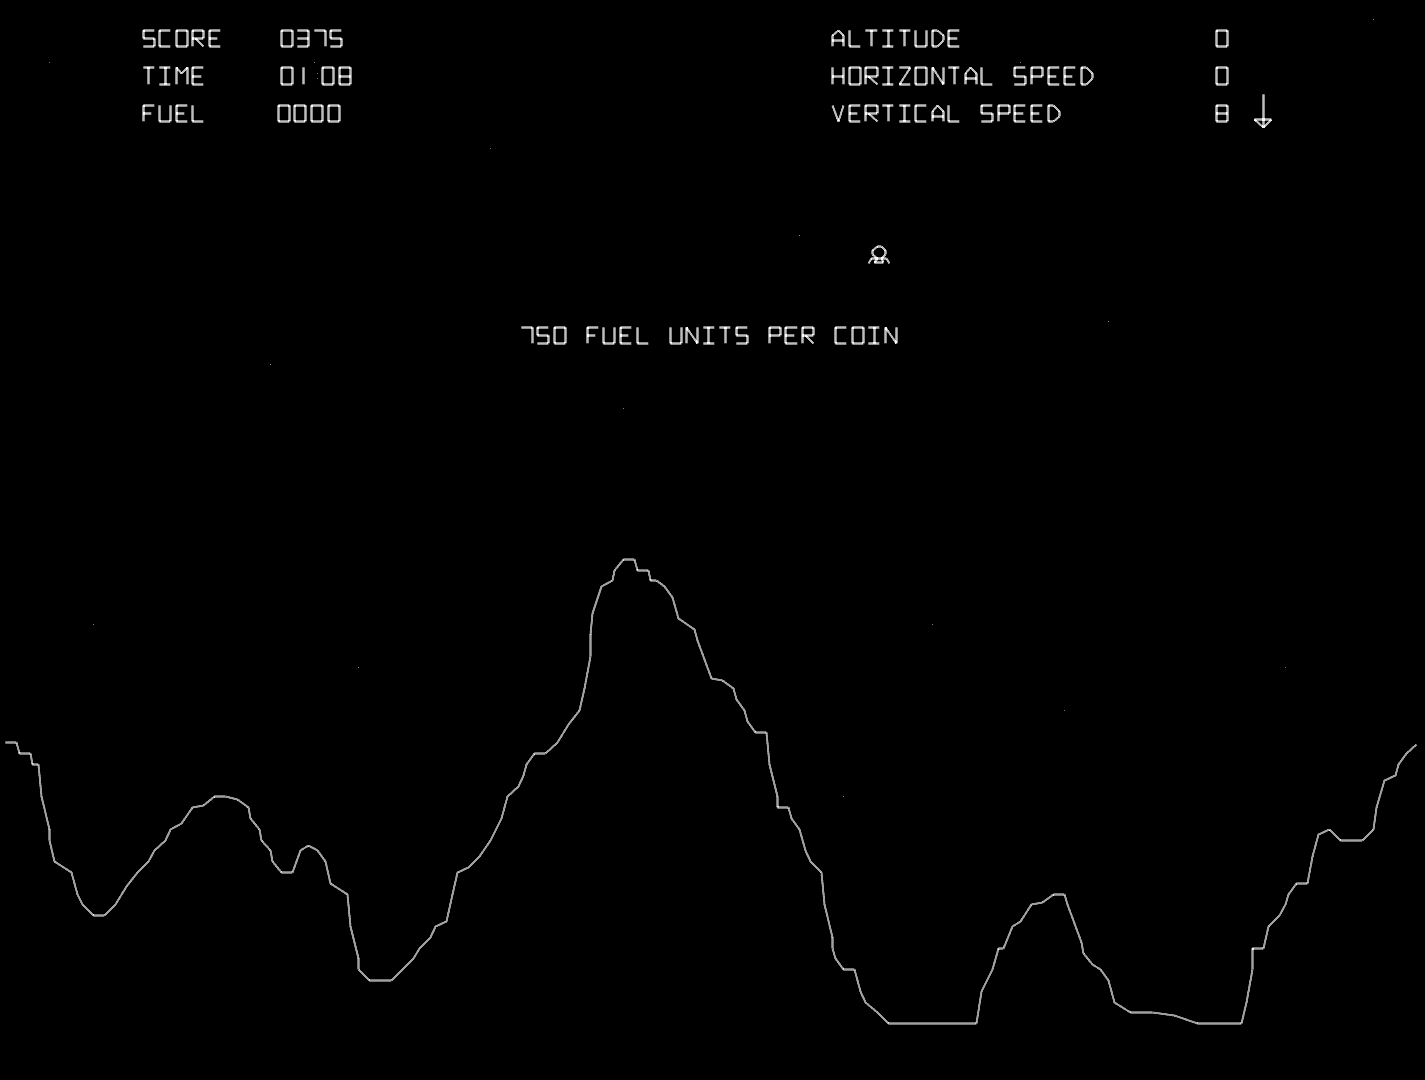 SCORE 0375
TIME 01:08
FUEL 0000
ALTITUDE 0
HORIZONTAL SPEED 0
VERTICAL SPEED 8 ↓
750 FUEL UNITS PER COIN